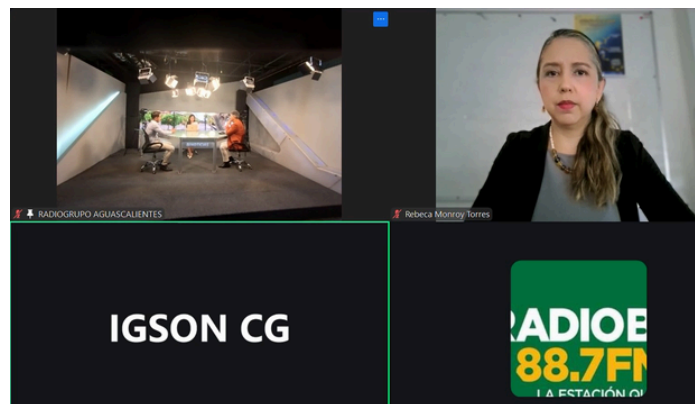 RADIOGRUPO AGUASCALIENTES
Rebeca Monroy Torres
IGSON CG
RADIOE
88.7FM
LA ESTACIÓN QU